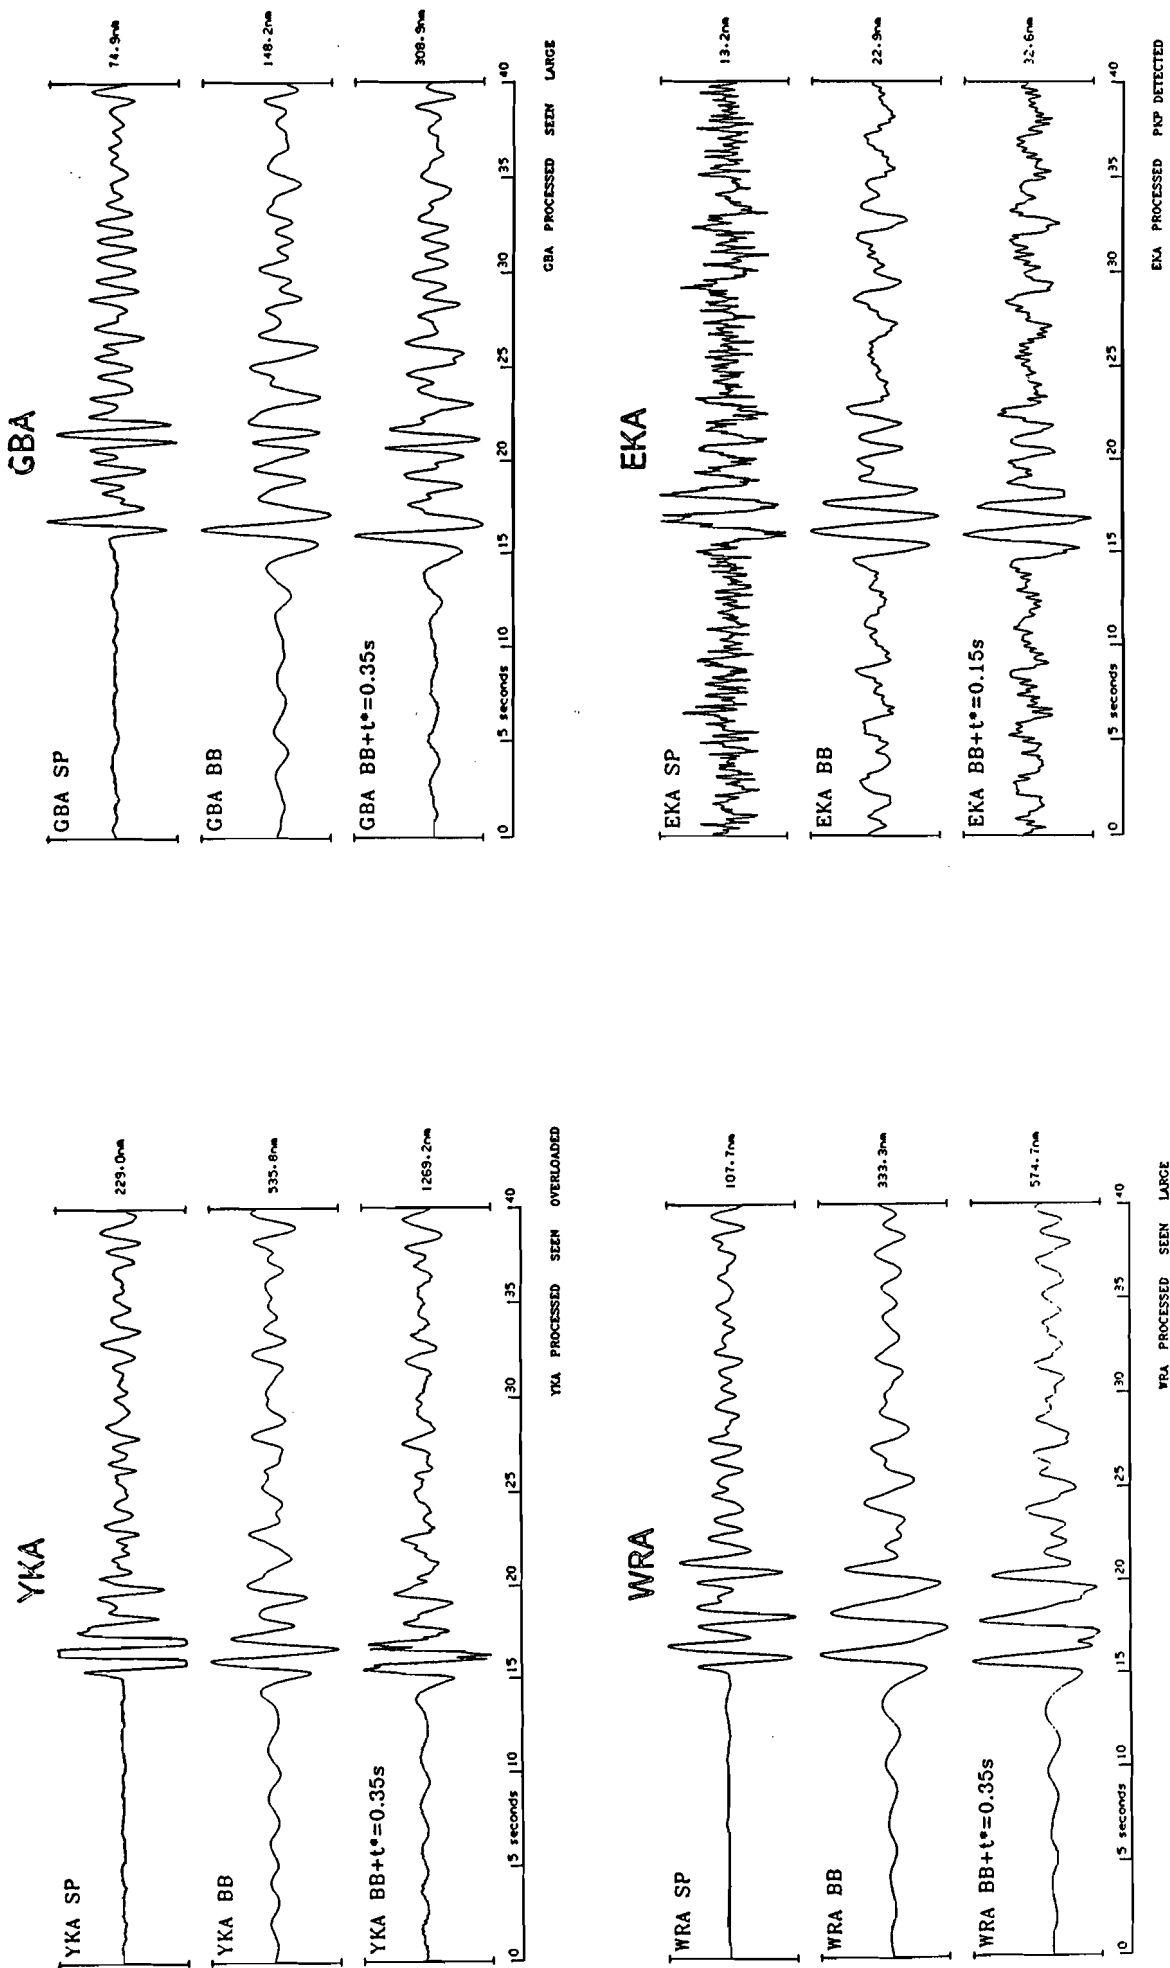 YKA
YKA SP
229.0nm
YKA BB
535.8nm
YKA BB+t*=0.35s
1269.2nm
0 5 seconds 10 15 20 25 30 35 40
YKA PROCESSED SEEN OVERLOADED
GBA
GBA SP
74.9nm
GBA BB
148.2nm
GBA BB+t*=0.35s
308.9nm
0 5 seconds 10 15 20 25 30 35 40
GBA PROCESSED SEEN LARGE
WRA
WRA SP
107.7nm
WRA BB
333.3nm
WRA BB+t*=0.35s
574.7nm
0 5 seconds 10 15 20 25 30 35 40
WRA PROCESSED SEEN LARGE
EKA
EKA SP
13.2nm
EKA BB
22.9nm
EKA BB+t*=0.15s
32.6nm
0 5 seconds 10 15 20 25 30 35 40
EKA PROCESSED PKP DETECTED